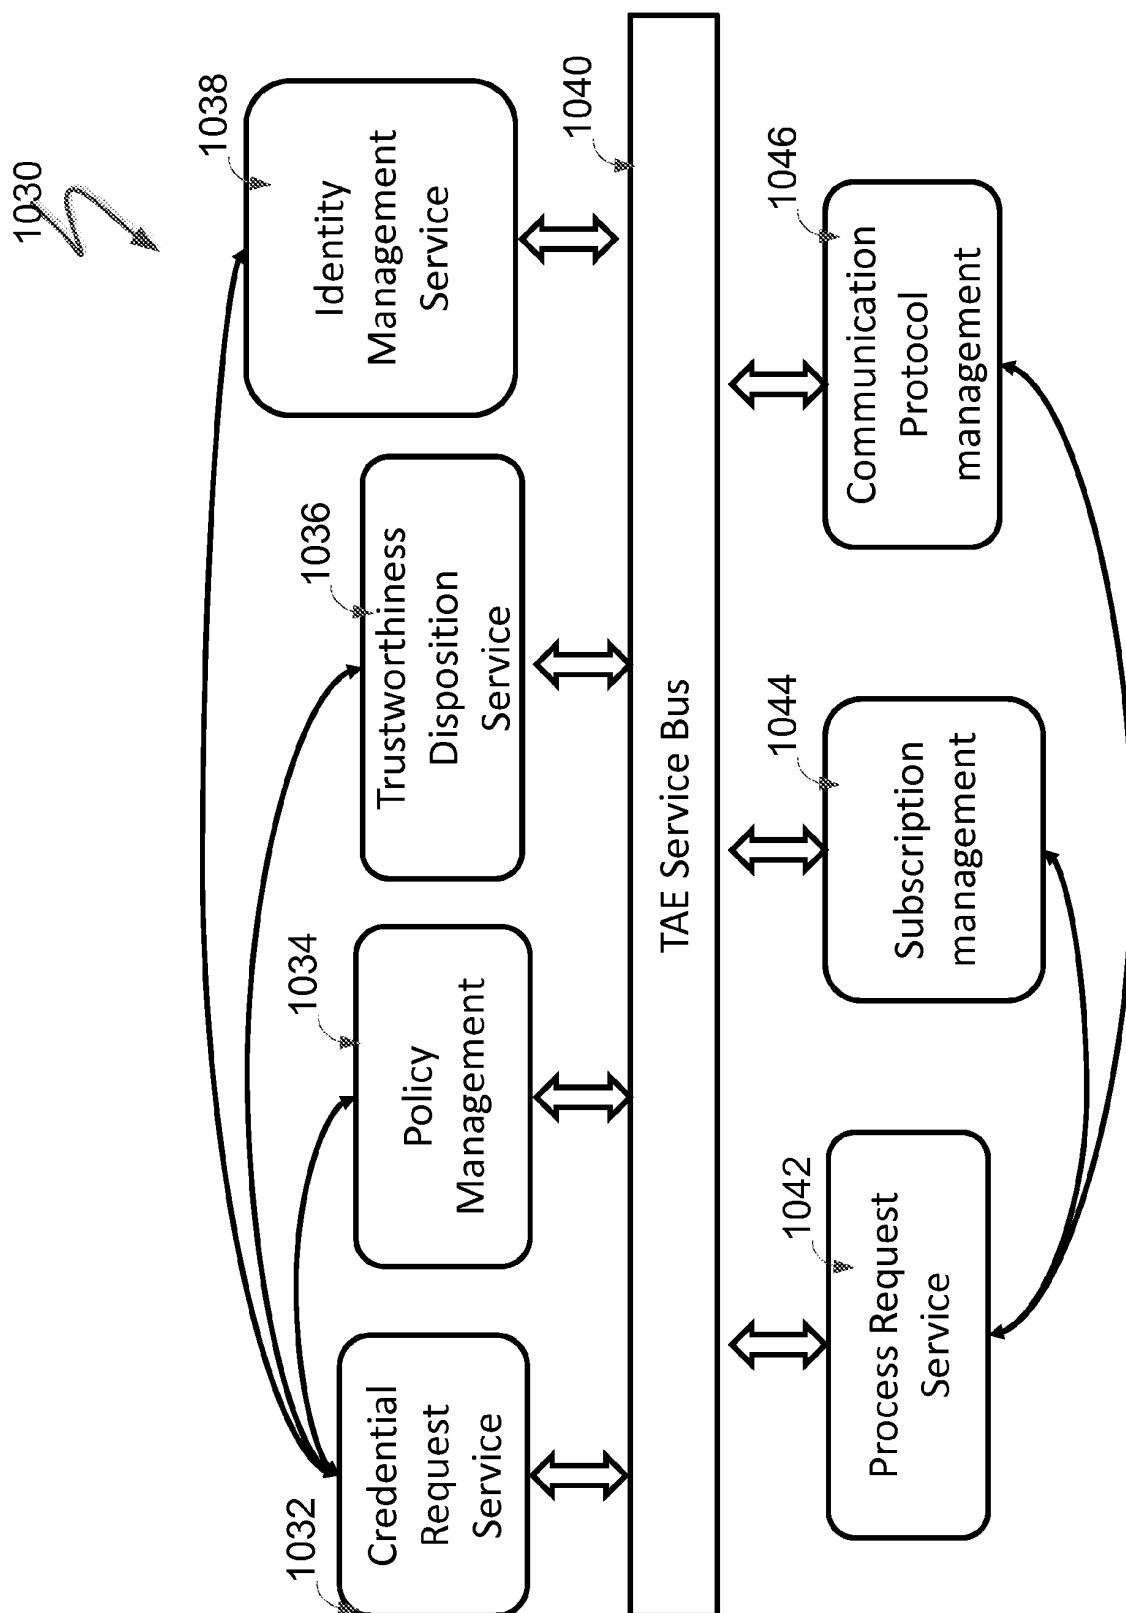 1030
1032
Credential
Request
Service
1034
Policy
Management
1036
Trustworthiness
Disposition
Service
1038
Identity
Management
Service
1040
TAE Service Bus
1042
Process Request
Service
1044
Subscription
management
1046
Communication
Protocol
management